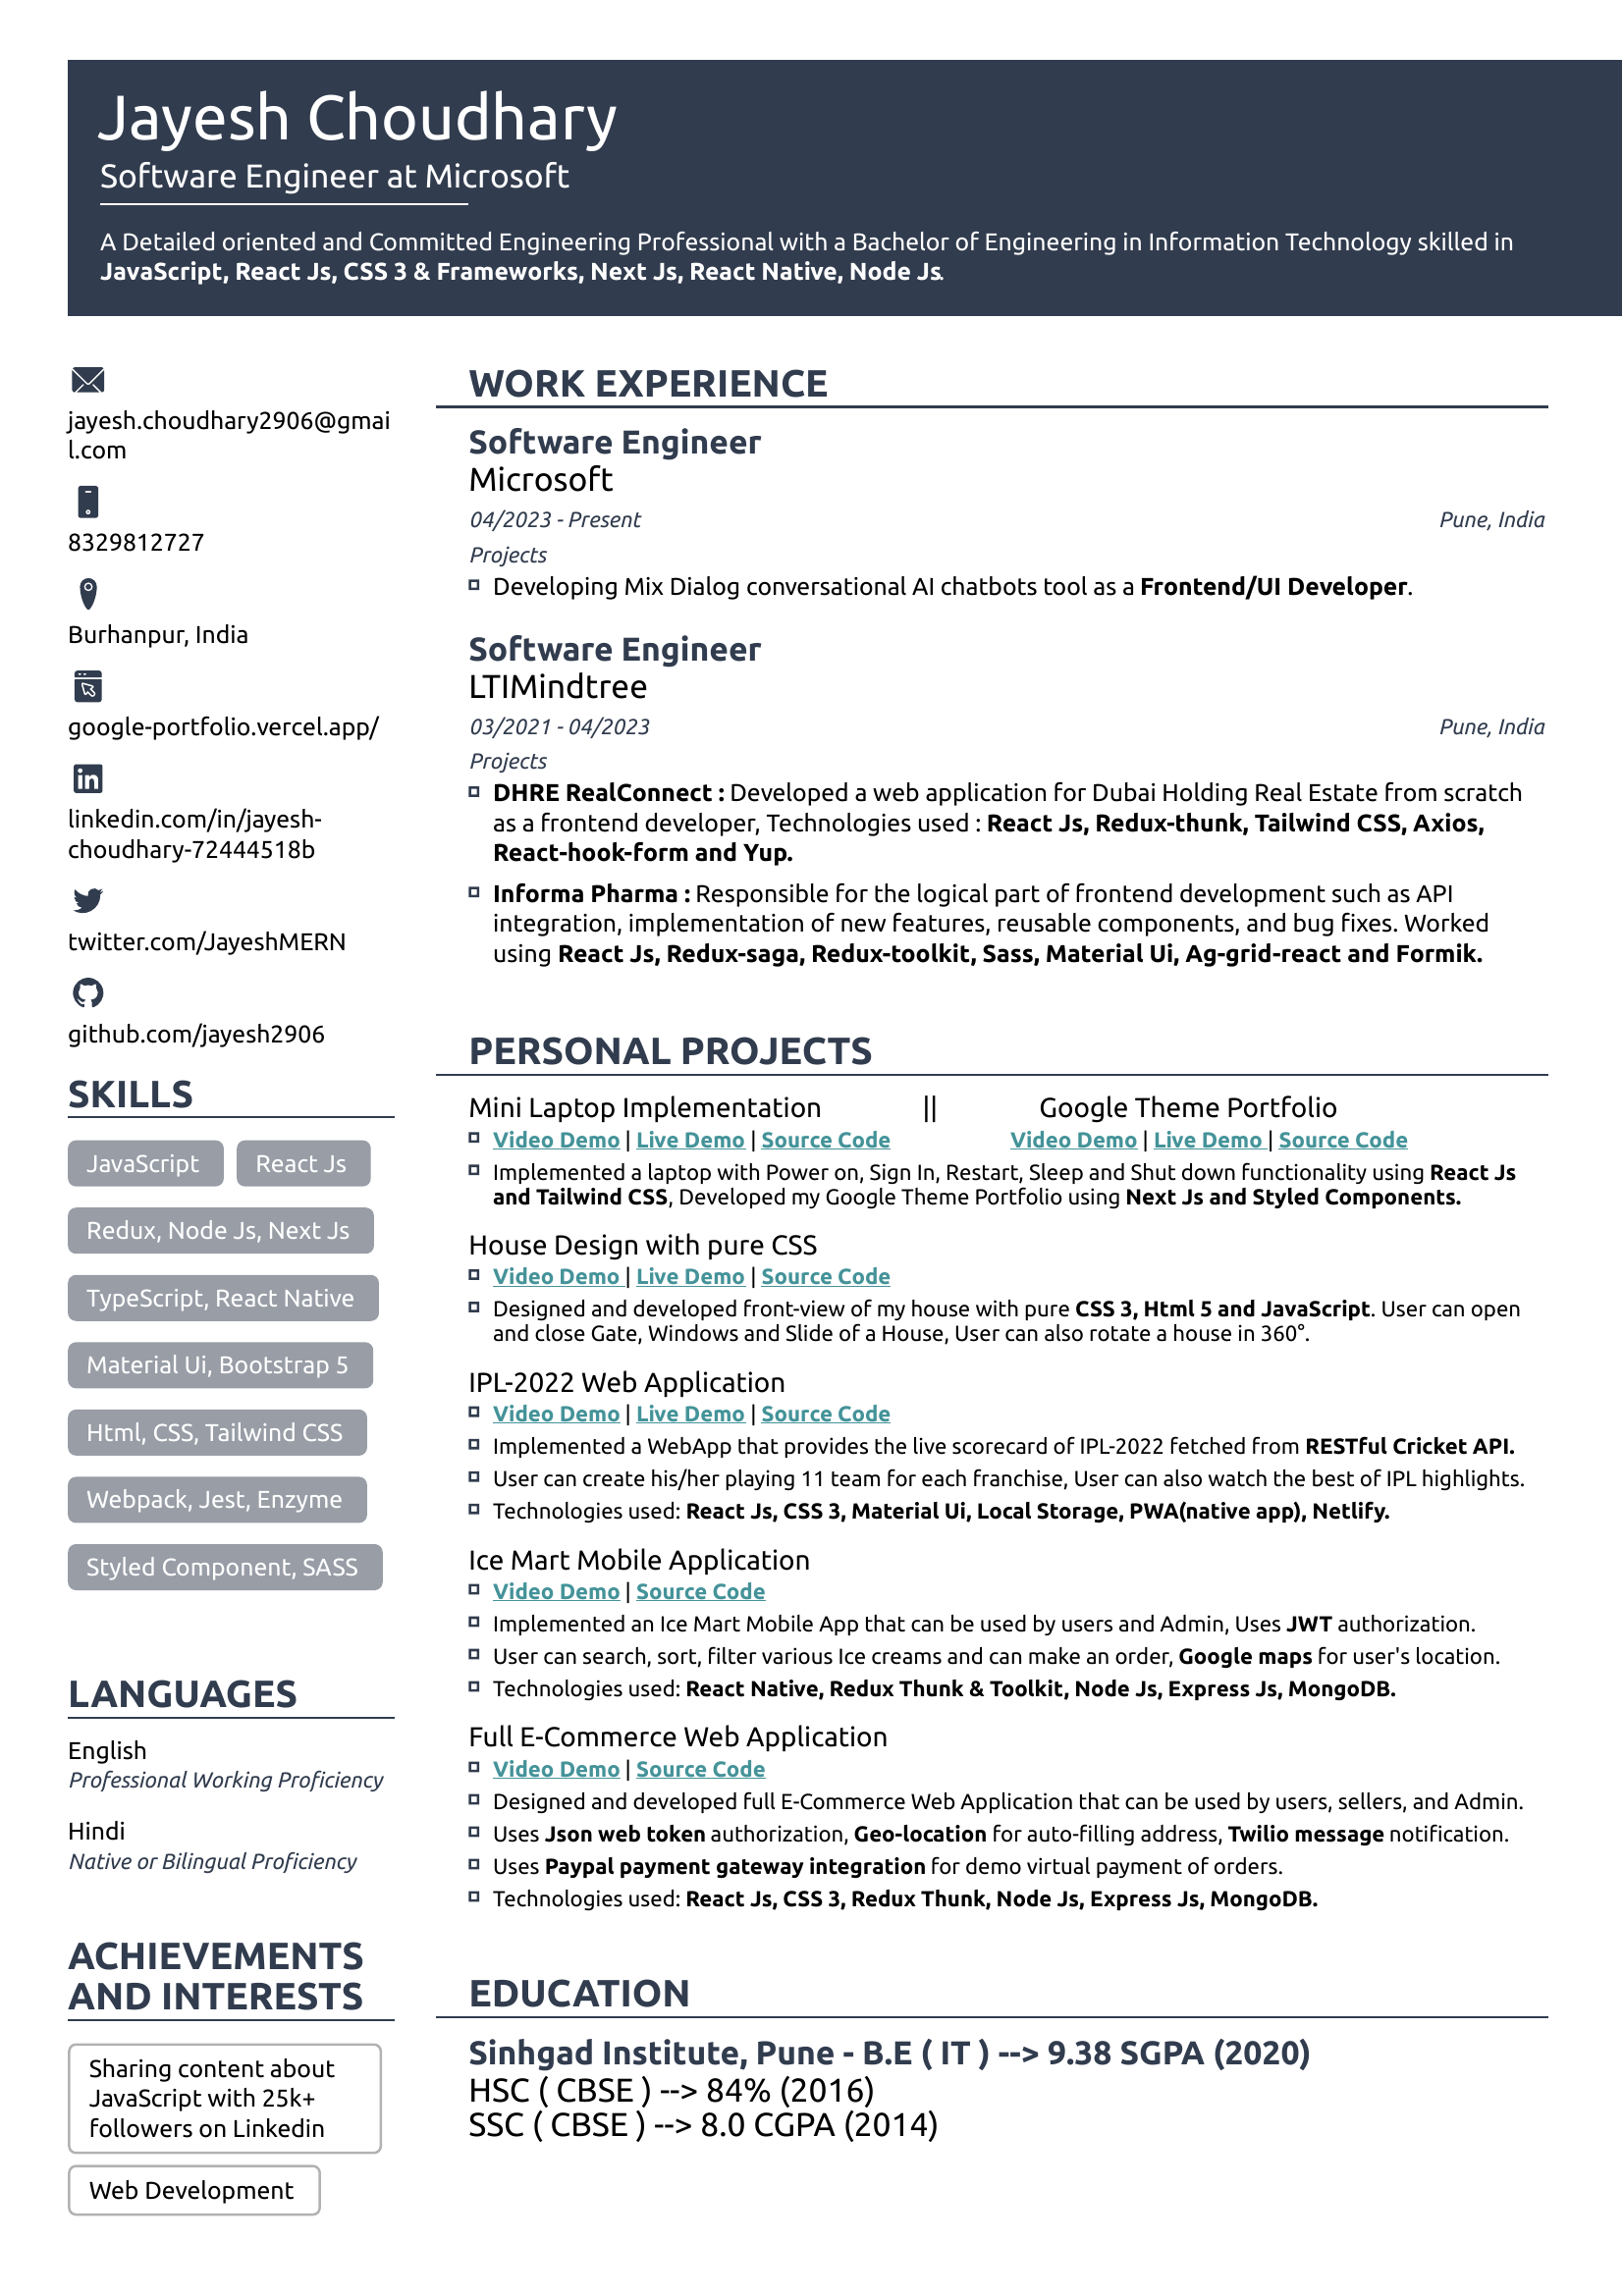 Jayesh Choudhary
Software Engineer at Microsoft
A Detailed oriented and Committed Engineering Professional with a Bachelor of Engineering in Information Technology skilled in
JavaScript, React Js, CSS 3 & Frameworks, Next Js, React Native, Node Js.
jayesh.choudhary2906@gmai
l.com
8329812727
Burhanpur, India
google-portfolio.vercel.app/
linkedin.com/in/jayesh-
choudhary-72444518b
twitter.com/JayeshMERN
github.com/jayesh2906
SKILLS
JavaScript React Js
Redux, Node Js, Next Js
TypeScript, React Native
Material Ui, Bootstrap 5
Html, CSS, Tailwind CSS
Webpack, Jest, Enzyme
Styled Component, SASS
LANGUAGES
English
Professional Working Proficiency
Hindi
Native or Bilingual Proficiency
ACHIEVEMENTS
AND INTERESTS
Sharing content about
JavaScript with 25k+
followers on Linkedin
Web Development
WORK EXPERIENCE
Software Engineer
Microsoft
04/2023 - Present Pune, India
Projects
Developing Mix Dialog conversational AI chatbots tool as a Frontend/UI Developer.
Software Engineer
LTIMindtree
03/2021 - 04/2023 Pune, India
Projects
DHRE RealConnect : Developed a web application for Dubai Holding Real Estate from scratch
as a frontend developer, Technologies used : React Js, Redux-thunk, Tailwind CSS, Axios,
React-hook-form and Yup.
Informa Pharma : Responsible for the logical part of frontend development such as API
integration, implementation of new features, reusable components, and bug fixes. Worked
using React Js, Redux-saga, Redux-toolkit, Sass, Material Ui, Ag-grid-react and Formik.
PERSONAL PROJECTS
Mini Laptop Implementation || Google Theme Portfolio
Video Demo | Live Demo | Source Code Video Demo | Live Demo | Source Code
Implemented a laptop with Power on, Sign In, Restart, Sleep and Shut down functionality using React Js
and Tailwind CSS, Developed my Google Theme Portfolio using Next Js and Styled Components.
House Design with pure CSS
Video Demo | Live Demo | Source Code
Designed and developed front-view of my house with pure CSS 3, Html 5 and JavaScript. User can open
and close Gate, Windows and Slide of a House, User can also rotate a house in 360°.
IPL-2022 Web Application
Video Demo | Live Demo | Source Code
Implemented a WebApp that provides the live scorecard of IPL-2022 fetched from RESTful Cricket API.
User can create his/her playing 11 team for each franchise, User can also watch the best of IPL highlights.
Technologies used: React Js, CSS 3, Material Ui, Local Storage, PWA(native app), Netlify.
Ice Mart Mobile Application
Video Demo | Source Code
Implemented an Ice Mart Mobile App that can be used by users and Admin, Uses JWT authorization.
User can search, sort, filter various Ice creams and can make an order, Google maps for user's location.
Technologies used: React Native, Redux Thunk & Toolkit, Node Js, Express Js, MongoDB.
Full E-Commerce Web Application
Video Demo | Source Code
Designed and developed full E-Commerce Web Application that can be used by users, sellers, and Admin.
Uses Json web token authorization, Geo-location for auto-filling address, Twilio message notification.
Uses Paypal payment gateway integration for demo virtual payment of orders.
Technologies used: React Js, CSS 3, Redux Thunk, Node Js, Express Js, MongoDB.
EDUCATION
Sinhgad Institute, Pune - B.E ( IT ) --> 9.38 SGPA (2020)
HSC ( CBSE ) --> 84% (2016)
SSC ( CBSE ) --> 8.0 CGPA (2014)